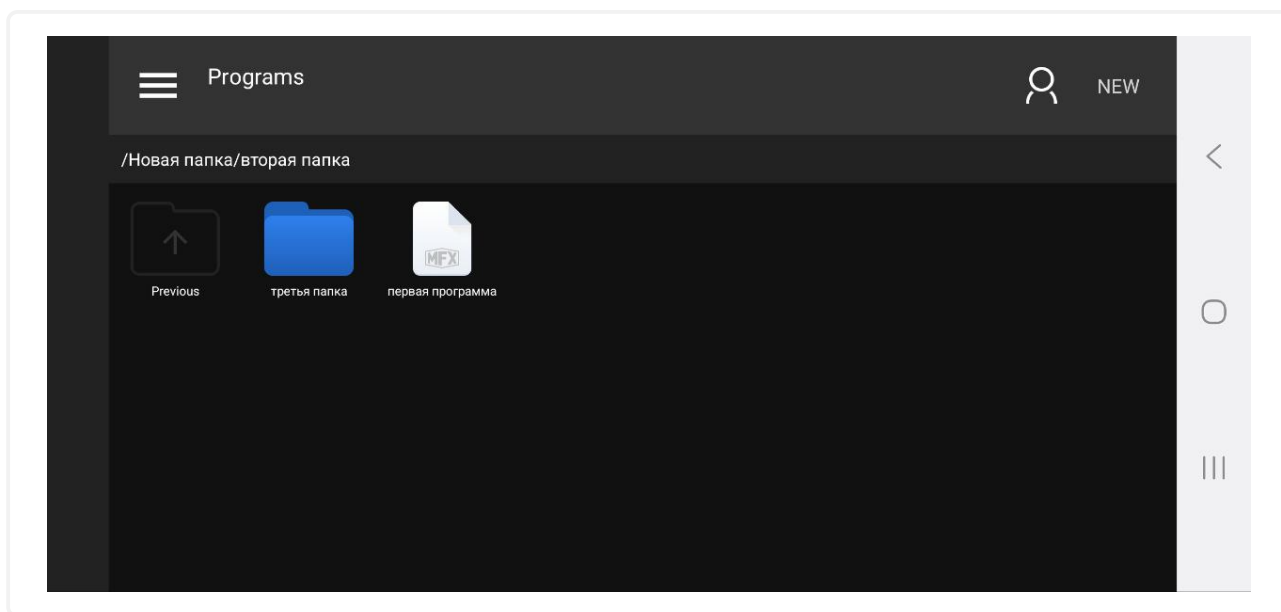 Programs
NEW
/Новая папка/вторая папка
MFX
Previous
третья папка
первая программа